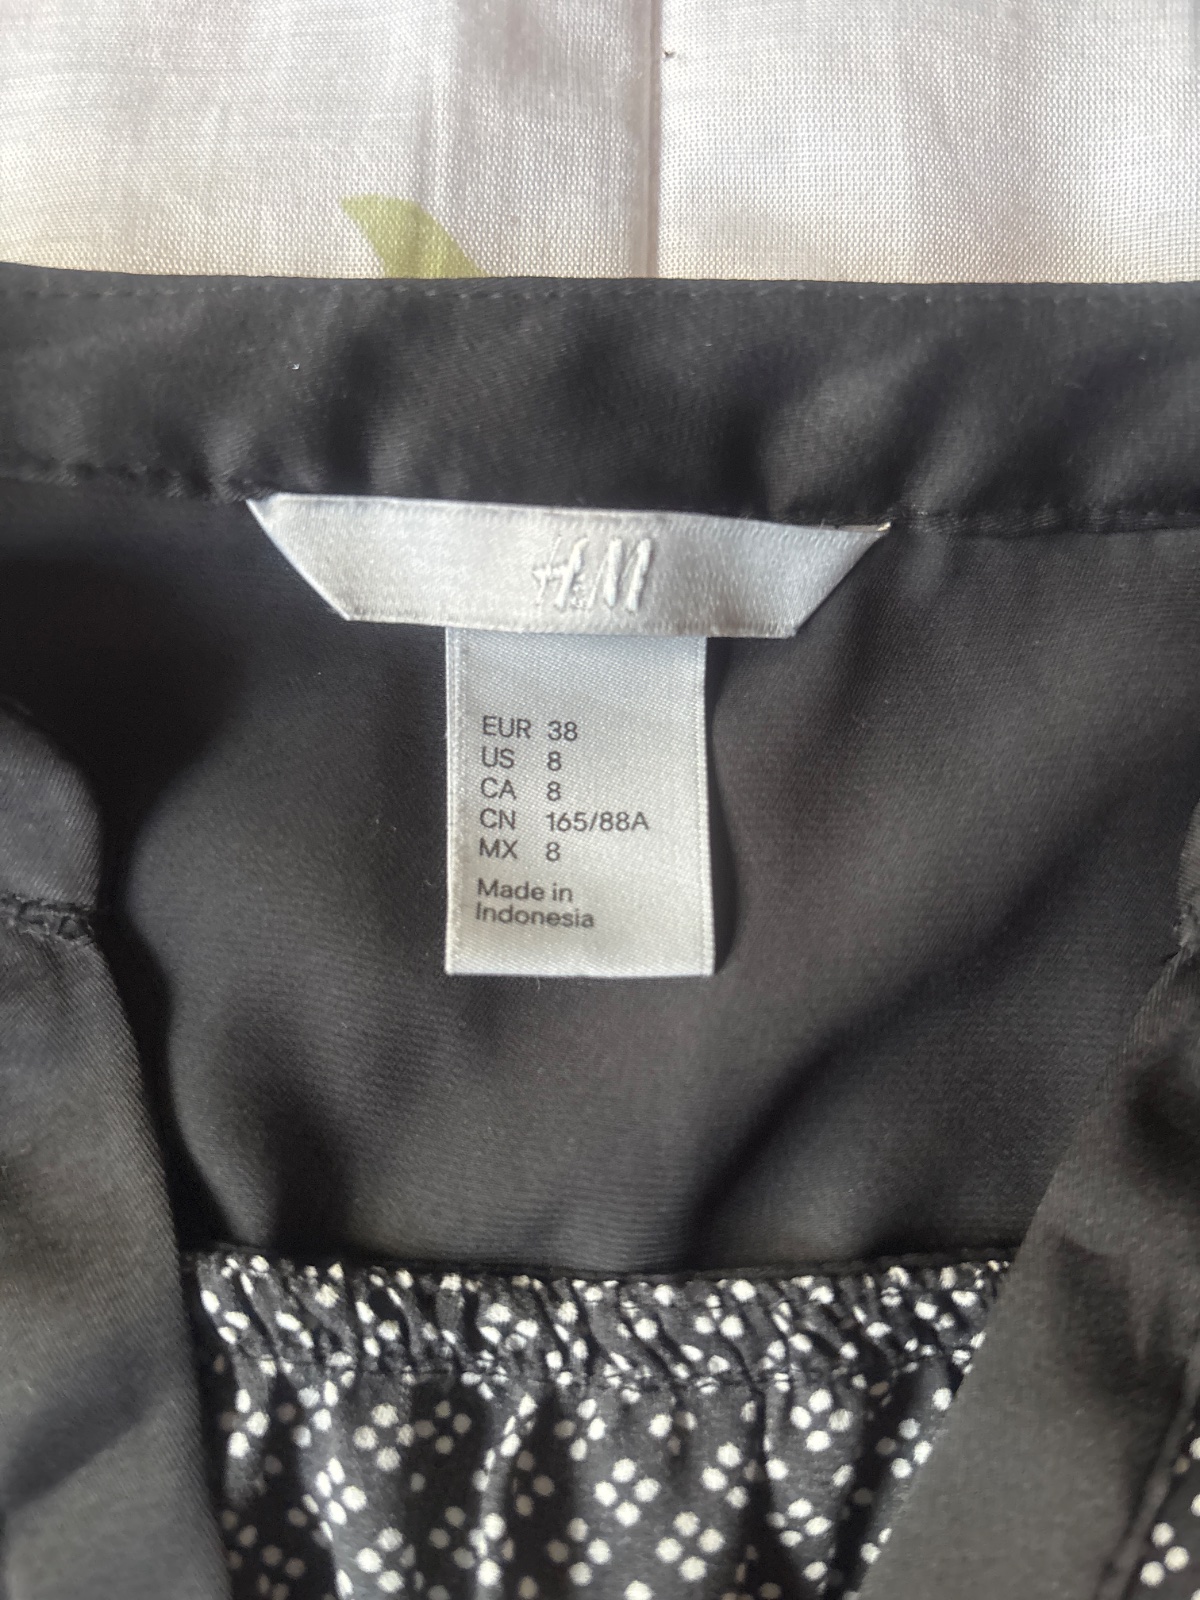 H&M
EUR 38
US 8
CA 8
CN 165/88A
MX 8
Made in
Indonesia